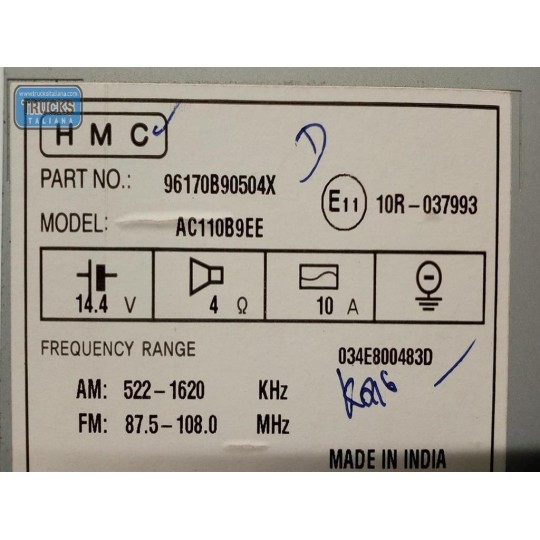 www.trucksitaliana.com
TRUCKS
ITALIANA
HMC
D
PART NO.: 96170B90504X
E11 10R-037993
MODEL: AC110B9EE
14.4 V 4 Ω 10 A
FREQUENCY RANGE 034E800483D
AM: 522-1620 KHz
FM: 87.5-108.0 MHz
MADE IN INDIA